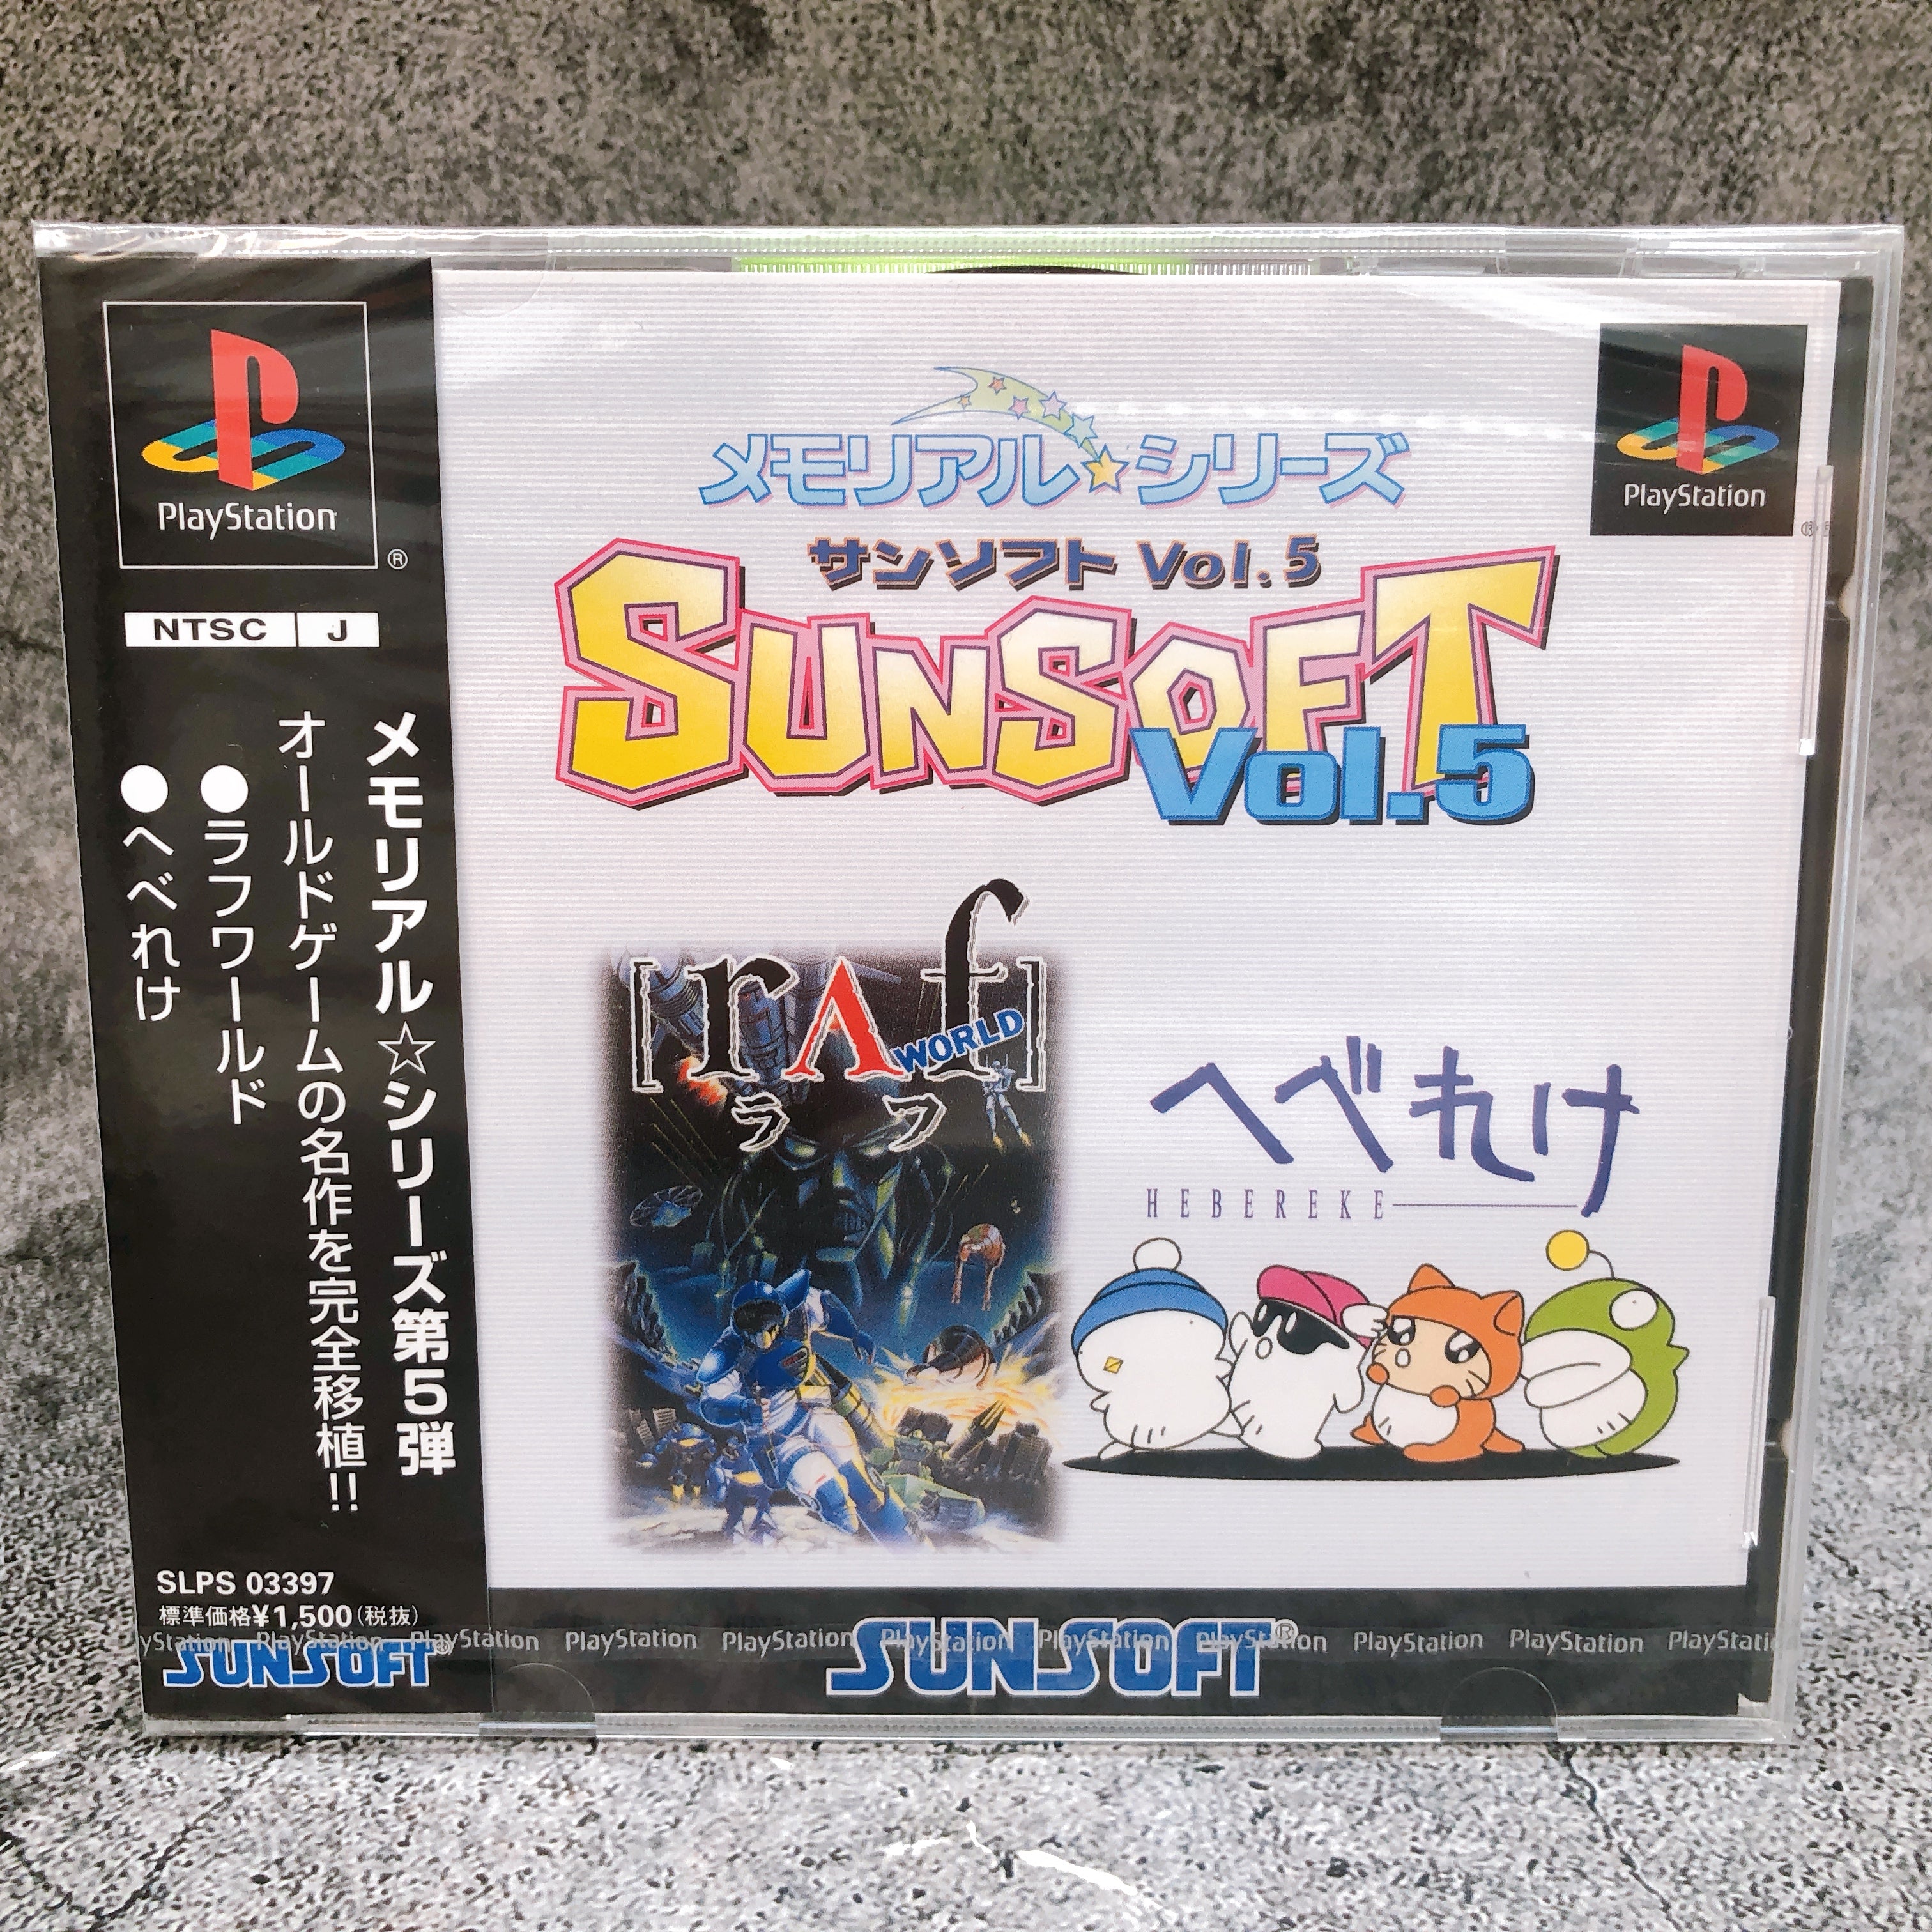 PlayStation
®
NTSC J
メモリアル☆シリーズ第5弾
オールドゲームの名作を完全移植!!
●ラフワールド
●へべれけ
SLPS 03397
標準価格¥1,500(税抜)
SUNSOFT®
メモリアル☆シリーズ
サンソフト Vol.5
SUNSOFT
Vol.5
PlayStation
[rAf WORLD]
ラフ
へべれけ
HEBEREKE
SUNSOFT®
yStation PlayStation PlayStation PlayStation PlayStation PlayStation PlayStation PlayStation PlayStation PlayStation PlayStati